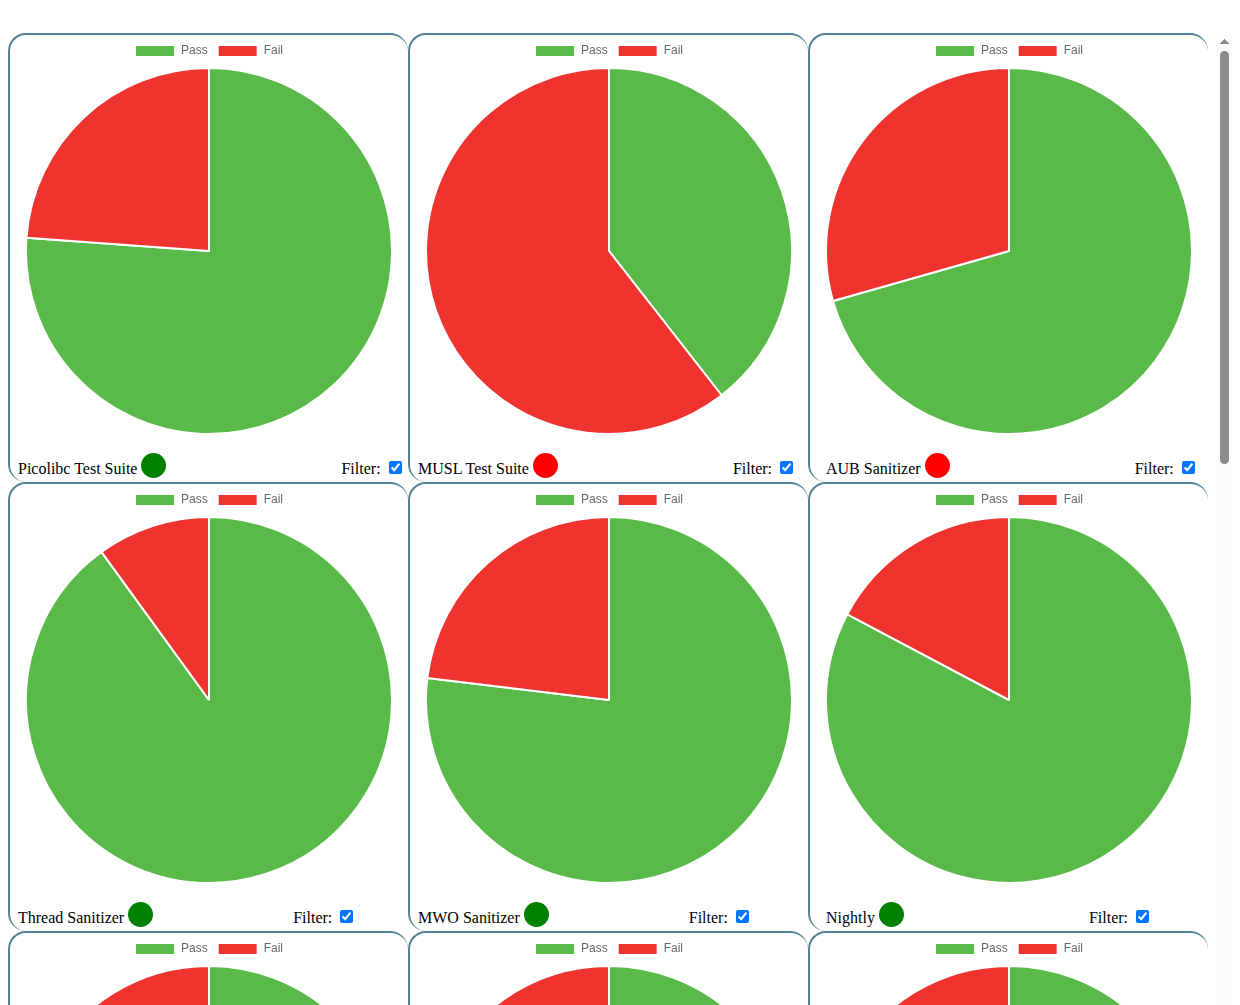 Pass Fail
Pass Fail
Pass Fail
Picolibc Test Suite Filter:
MUSL Test Suite Filter:
AUB Sanitizer Filter:
Pass Fail
Pass Fail
Pass Fail
Thread Sanitizer Filter:
MWO Sanitizer Filter:
Nightly Filter:
Pass Fail
Pass Fail
Pass Fail